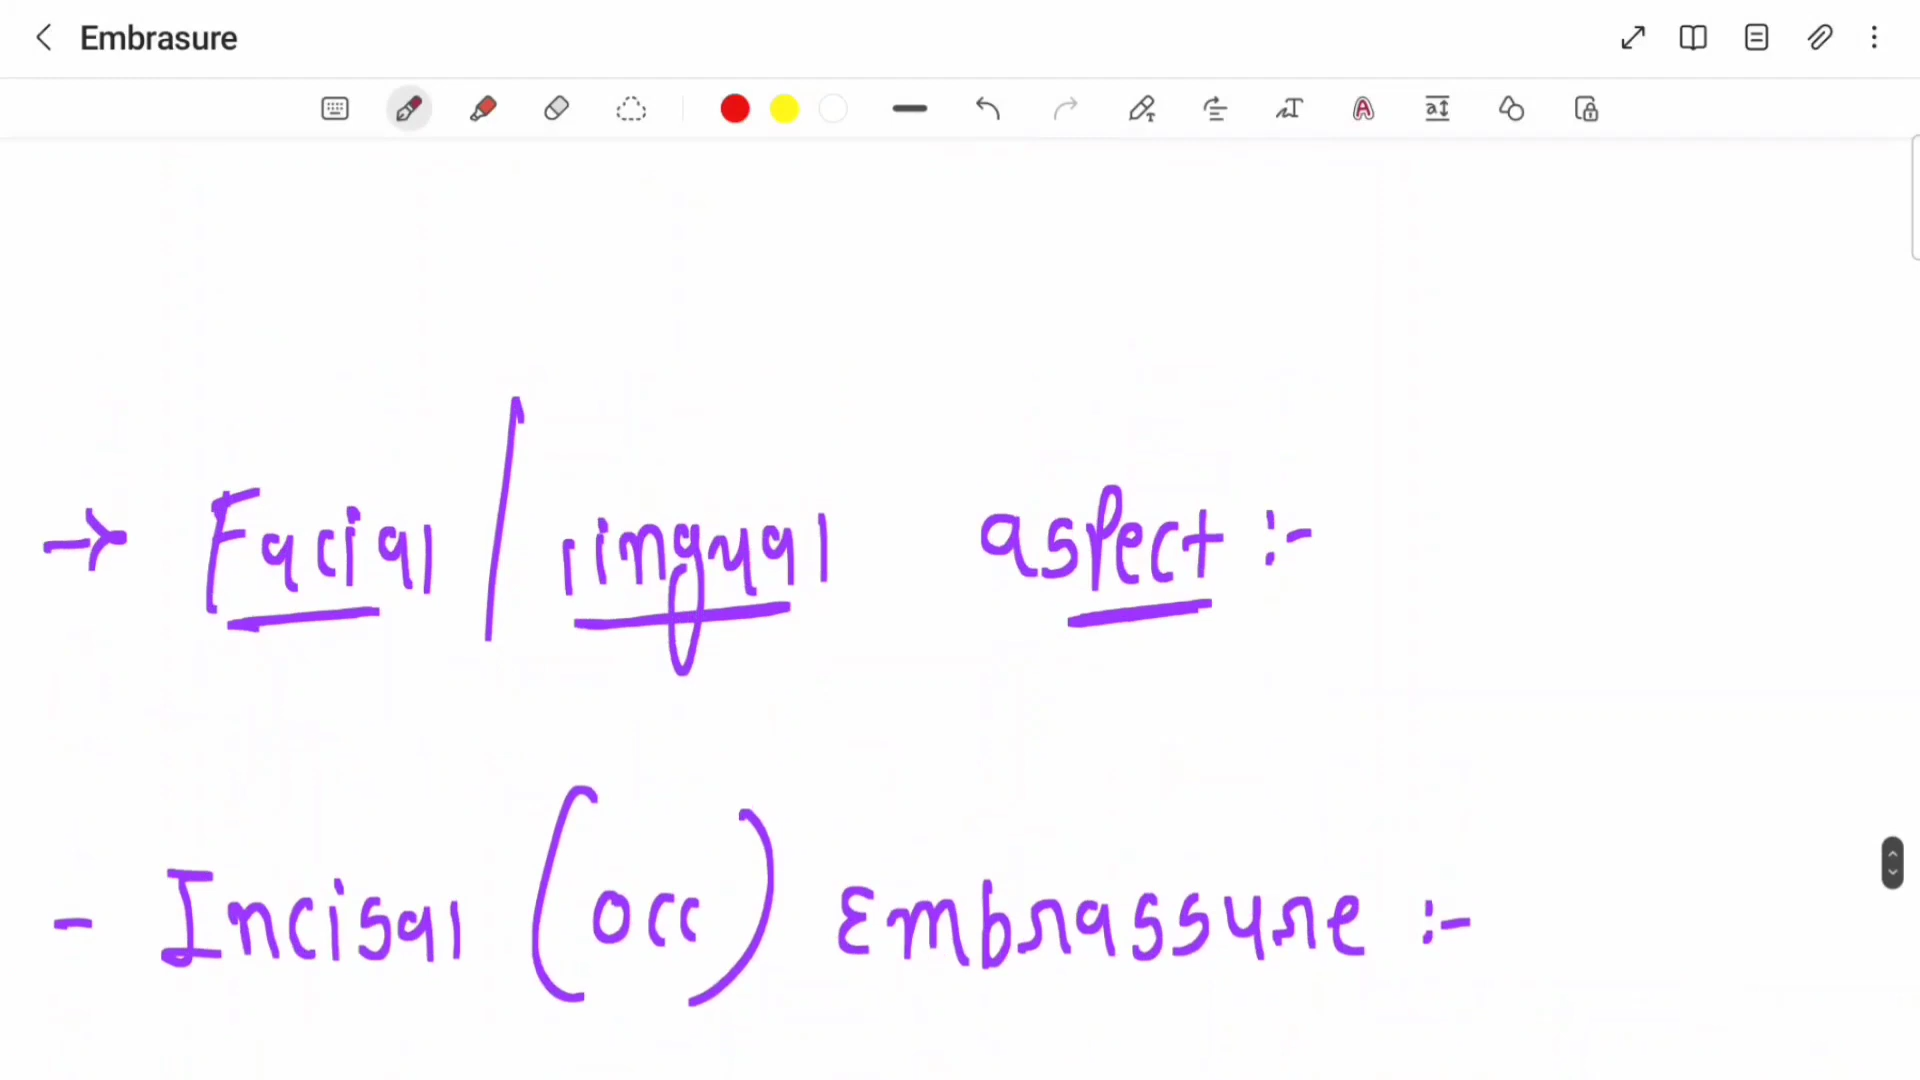 Embrasure
→ Facial / lingual aspect :-
- Incisal (occ) Embrassure :-